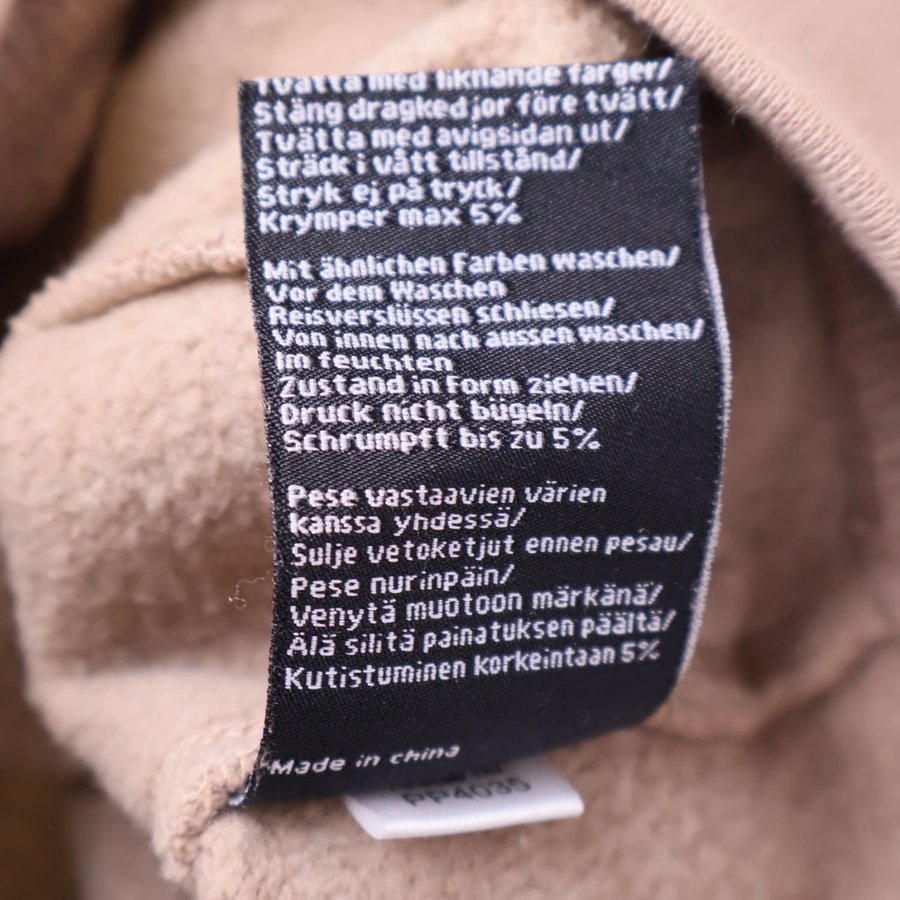 Tvätta med liknande färger/
Stäng dragkedjor före tvätt/
Tvätta med avigsidan ut/
Sträck i vått tillstånd/
Stryk ej på tryck/
Krymper max 5%
Mit ähnlichen Farben waschen/
Vor dem Waschen
Reisverslüssen schliesen/
Von innen nach aussen waschen/
Im feuchten
Zustand in Form ziehen/
Druck nicht bügeln/
Schrumpft bis zu 5%
Pese vastaavien värien
kanssa yhdessä/
Sulje vetoketjut ennen pesau/
Pese nurinpäin/
Venytä muotoon märkänä/
Älä silitä painatuksen päältä/
Kutistuminen korkeintaan 5%
Made in china
PP4035